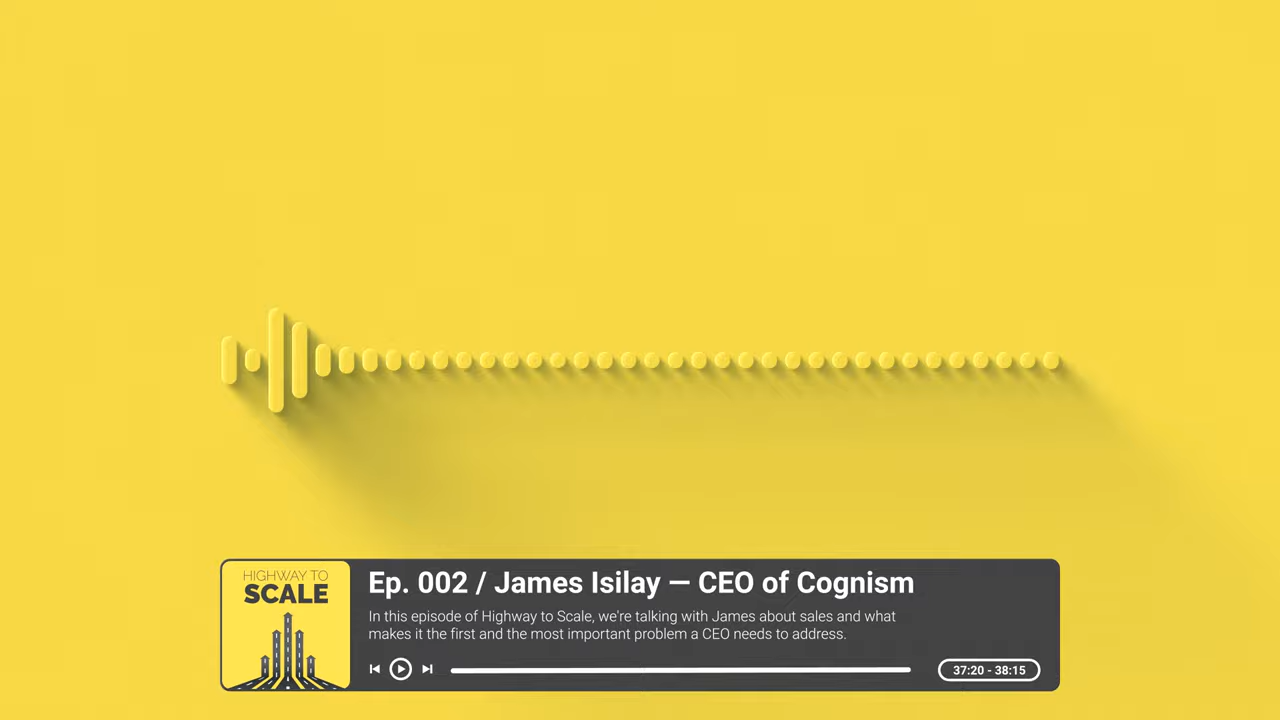 HIGHWAY TO
SCALE
Ep. 002 / James Isilay — CEO of Cognism
In this episode of Highway to Scale, we're talking with James about sales and what
makes it the first and the most important problem a CEO needs to address.
37:20 - 38:15